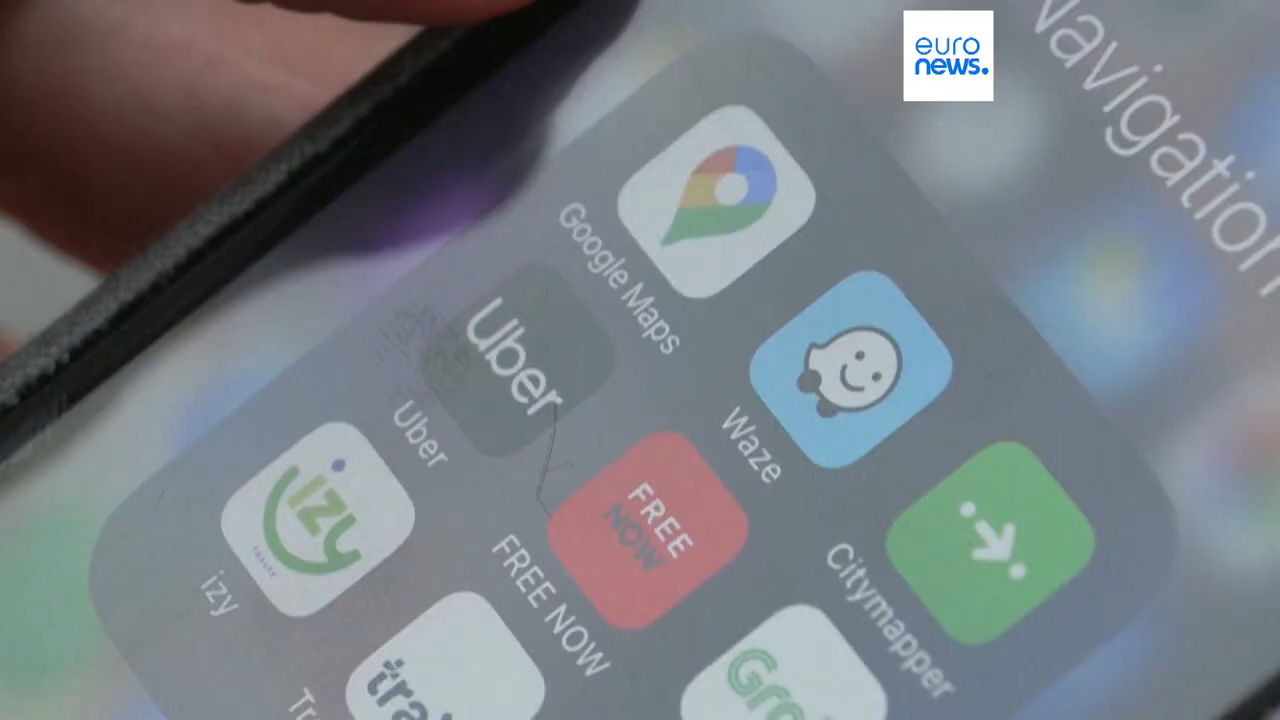 euro
news.
Navigation
Google Maps
Waze
Citymapper
Uber
Uber
FREE
NOW
FREE NOW
izy
izy